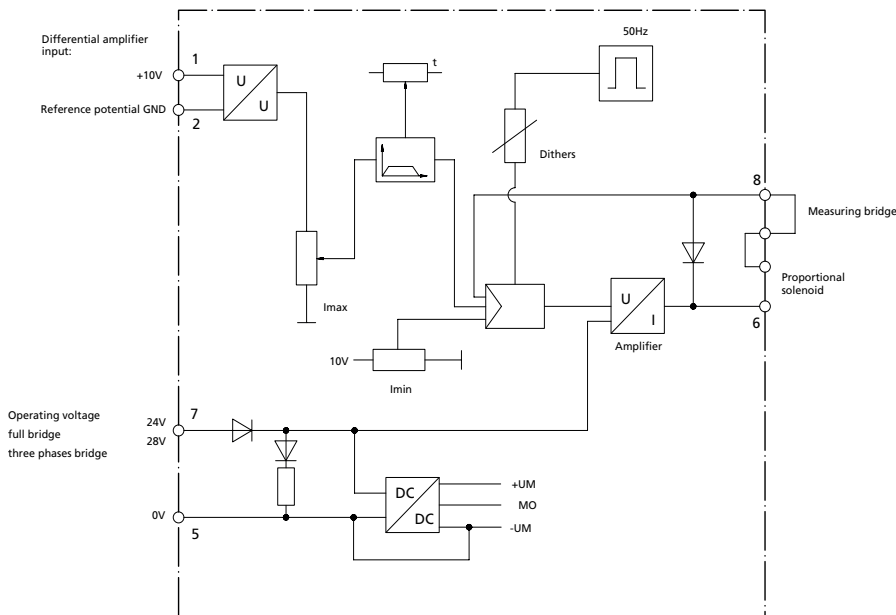 Differential amplifier
input:
1
+10V
U
U
Reference potential GND
2
t
50Hz
Dithers
8
Measuring bridge
Proportional
solenoid
6
Imax
U
I
Amplifier
10V
Imin
7
Operating voltage
24V
full bridge
28V
three phases bridge
DC
DC
+UM
MO
-UM
0V
5